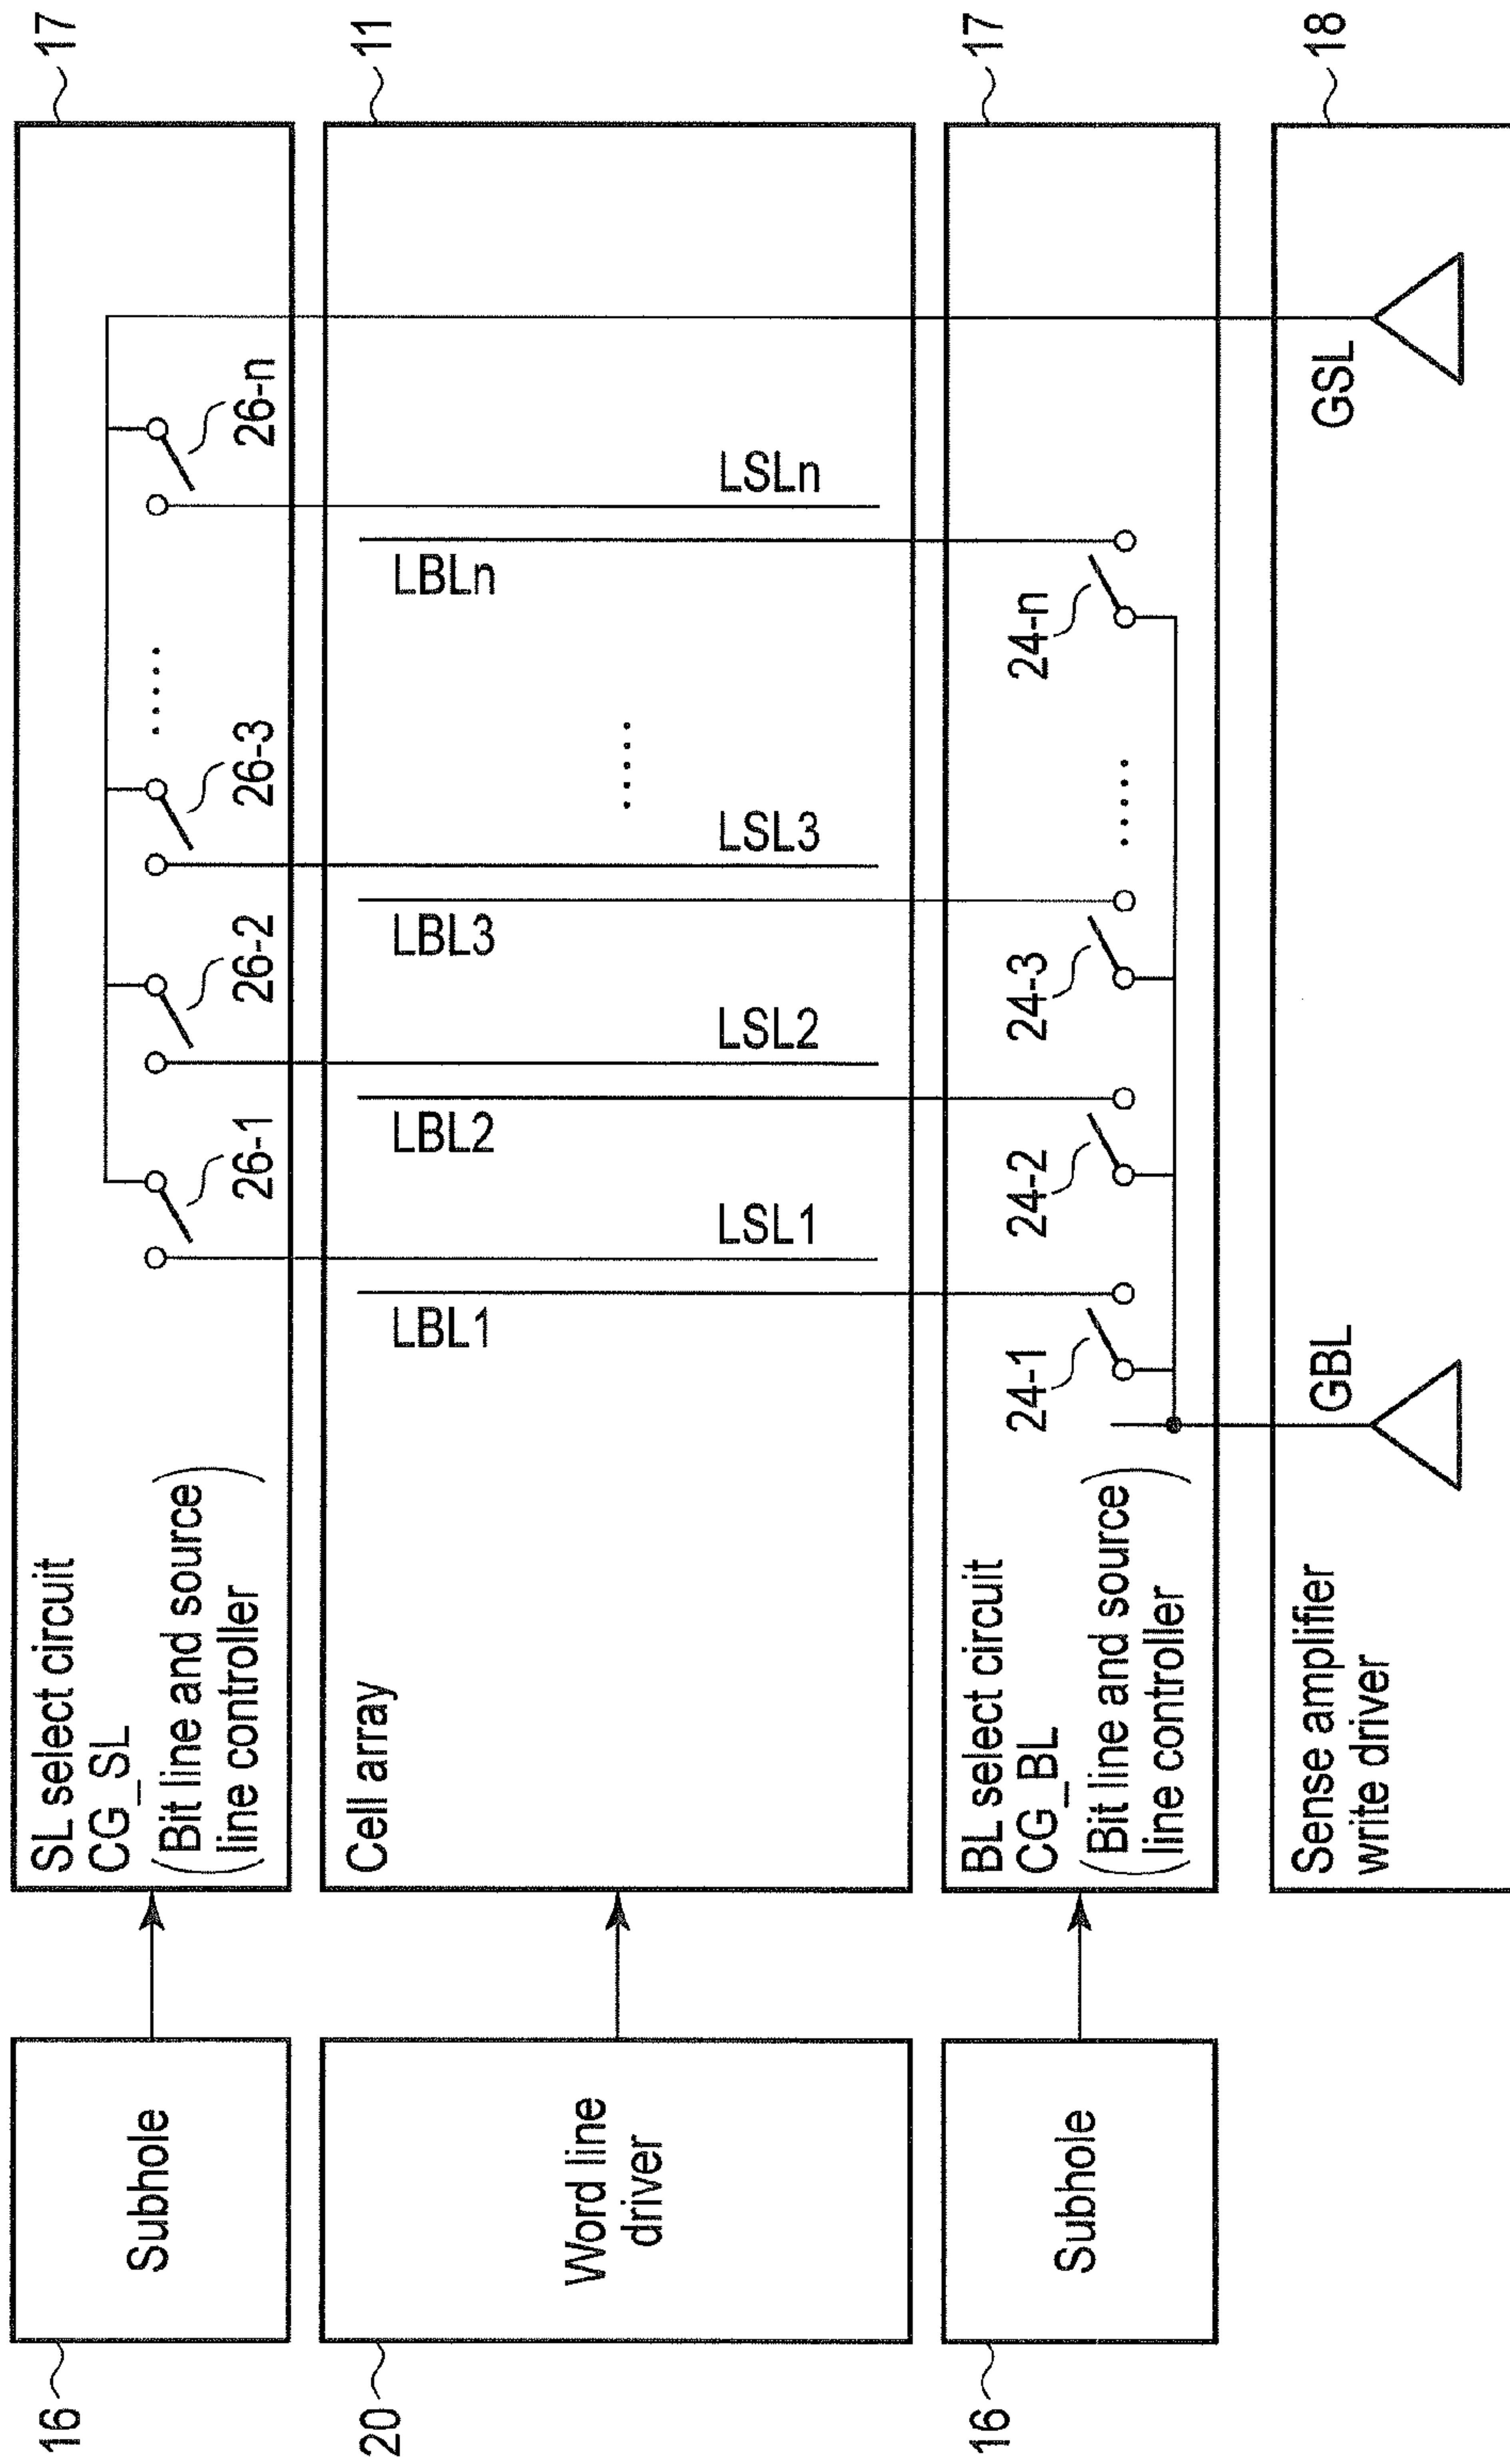 16
Subhole
SL select circuit
CG_SL
(Bit line and source
line controller)
26-1
26-2
26-3
.....
26-n
17
20
Word line
driver
Cell array
LBL1
LBL2
LBL3
LBLn
.....
LSL1
LSL2
LSL3
LSLn
11
16
Subhole
BL select circuit
CG_BL
(Bit line and source
line controller)
24-1
24-2
24-3
24-n
.....
17
Sense amplifier
write driver
GBL
GSL
18